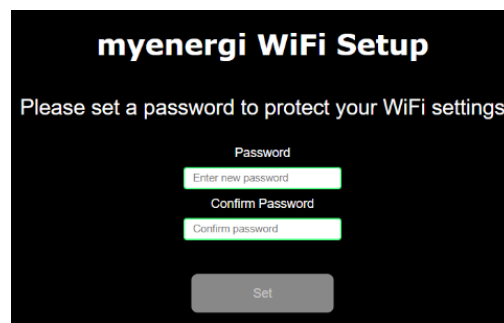 myenergi WiFi Setup
Please set a password to protect your WiFi settings
Password
Enter new password
Confirm Password
Confirm password
Set